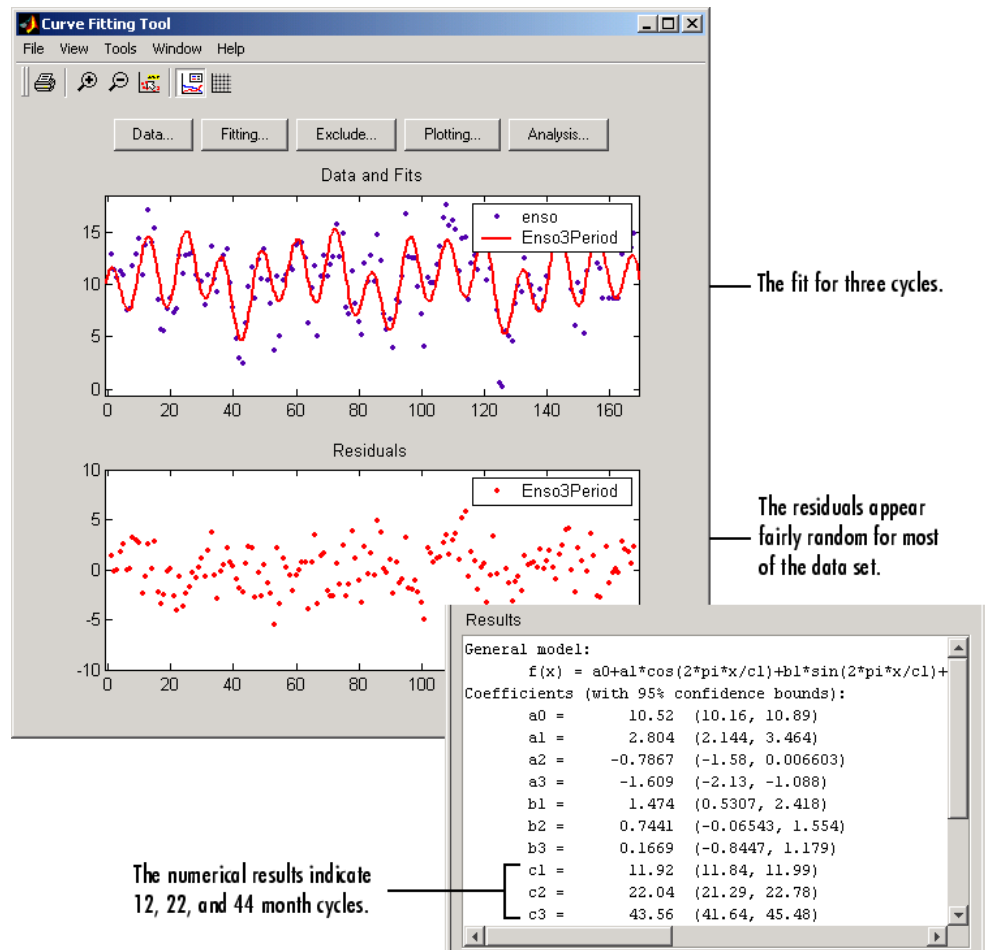 Curve Fitting Tool
File View Tools Window Help
Data... Fitting... Exclude... Plotting... Analysis...
Data and Fits
enso
Enso3Period
15
10
5
0
0 20 40 60 80 100 120 140 160
The fit for three cycles.
Residuals
Enso3Period
10
5
0
-5
-10
0 20 40 60 80 100
The residuals appear
fairly random for most
of the data set.
Results
General model:
f(x) = a0+a1*cos(2*pi*x/c1)+b1*sin(2*pi*x/c1)+
Coefficients (with 95% confidence bounds):
a0 = 10.52 (10.16, 10.89)
a1 = 2.804 (2.144, 3.464)
a2 = -0.7867 (-1.58, 0.006603)
a3 = -1.609 (-2.13, -1.088)
b1 = 1.474 (0.5307, 2.418)
b2 = 0.7441 (-0.06543, 1.554)
b3 = 0.1669 (-0.8447, 1.179)
c1 = 11.92 (11.84, 11.99)
c2 = 22.04 (21.29, 22.78)
c3 = 43.56 (41.64, 45.48)
The numerical results indicate
12, 22, and 44 month cycles.